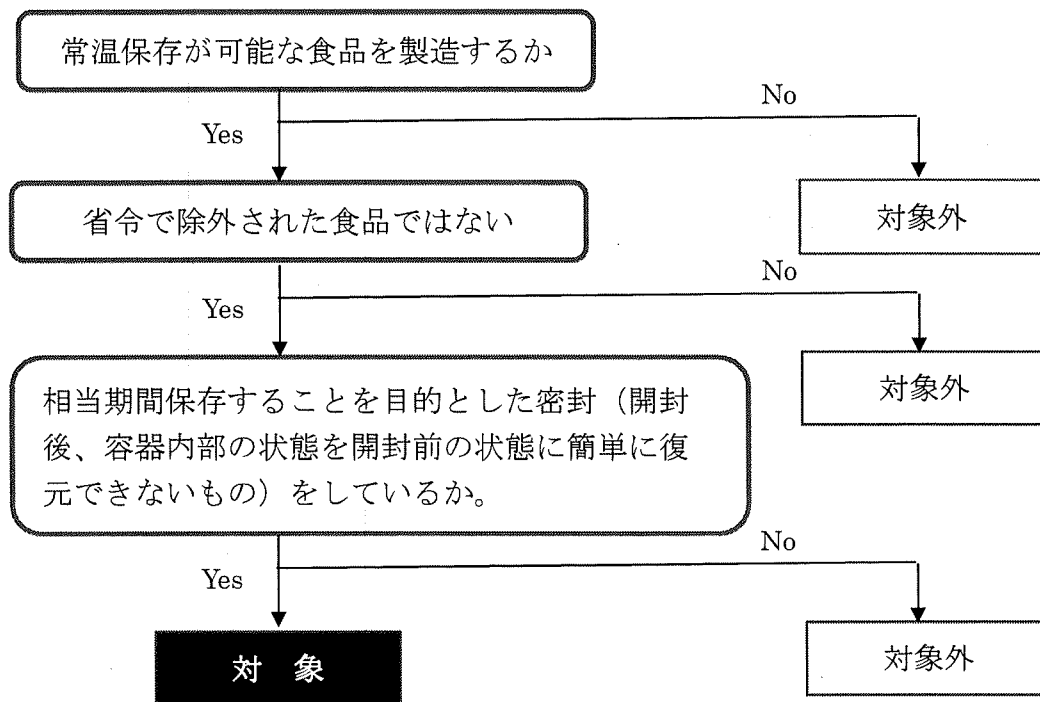 常温保存が可能な食品を製造するか
No
Yes
省令で除外された食品ではない
対象外
No
Yes
対象外
相当期間保存することを目的とした密封（開封
後、容器内部の状態を開封前の状態に簡単に復
元できないもの）をしているか。
No
Yes
対　象
対象外